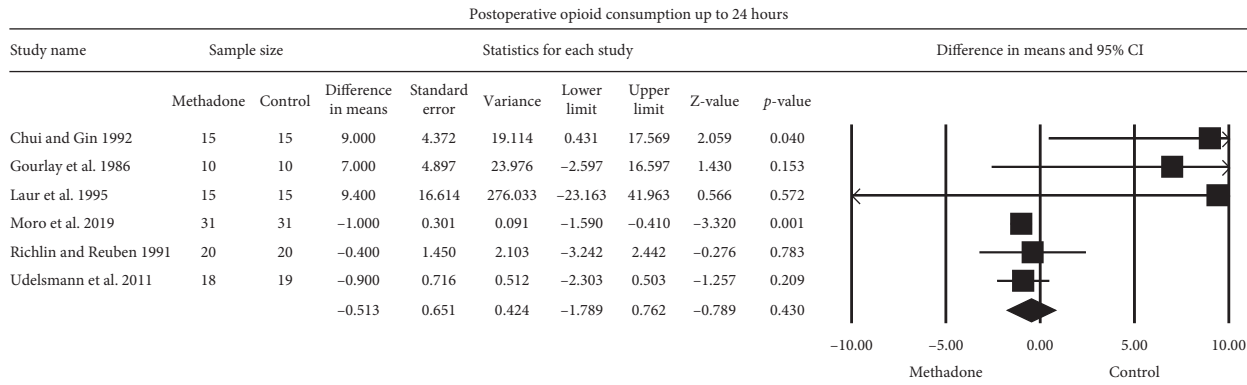 Postoperative opioid consumption up to 24 hours
Study name Sample size Statistics for each study Difference in means and 95% CI
Methadone Control Difference in means Standard error Variance Lower limit Upper limit Z-value p-value
Chui and Gin 1992 15 15 9.000 4.372 19.114 0.431 17.569 2.059 0.040
Gourlay et al. 1986 10 10 7.000 4.897 23.976 –2.597 16.597 1.430 0.153
Laur et al. 1995 15 15 9.400 16.614 276.033 –23.163 41.963 0.566 0.572
Moro et al. 2019 31 31 –1.000 0.301 0.091 –1.590 –0.410 –3.320 0.001
Richlin and Reuben 1991 20 20 –0.400 1.450 2.103 –3.242 2.442 –0.276 0.783
Udelsmann et al. 2011 18 19 –0.900 0.716 0.512 –2.303 0.503 –1.257 0.209
–0.513 0.651 0.424 –1.789 0.762 –0.789 0.430
–10.00 –5.00 0.00 5.00 10.00
Methadone Control